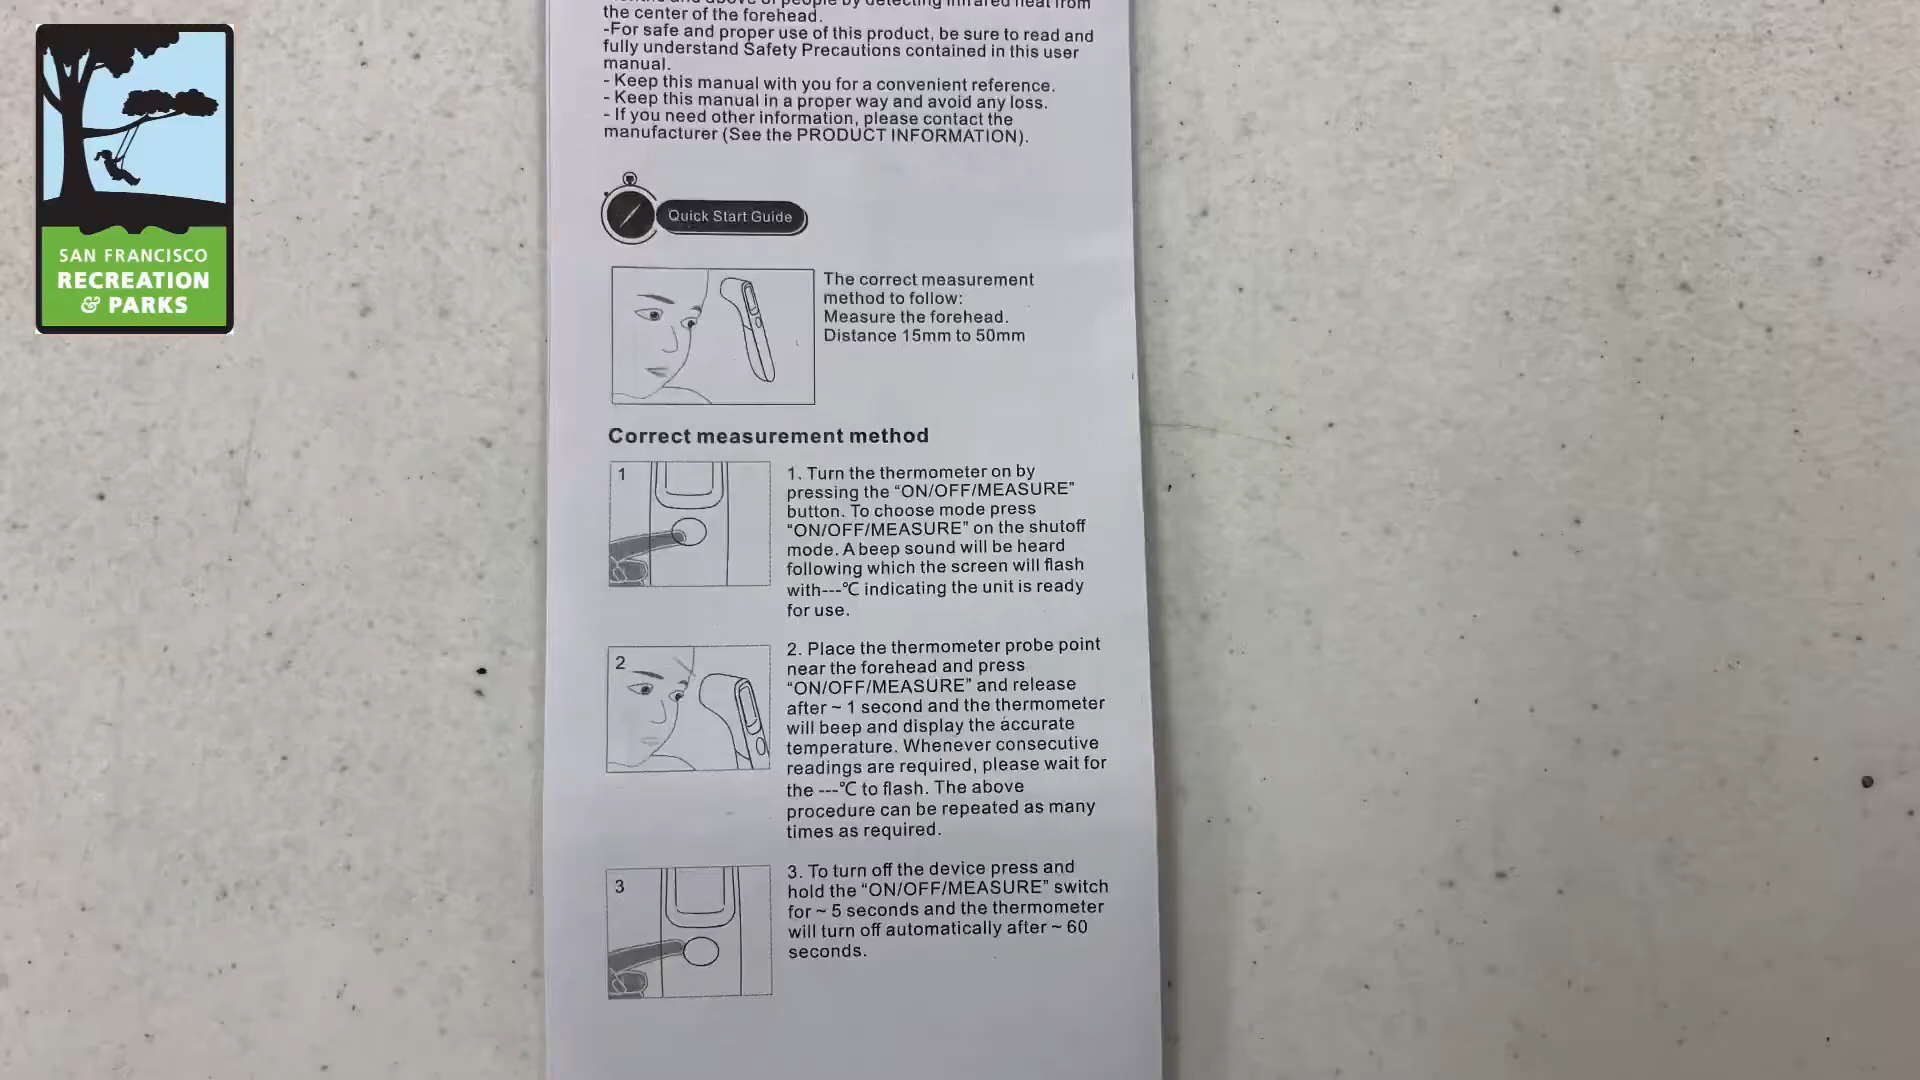 months and above of people by detecting infrared heat from
the center of the forehead.
-For safe and proper use of this product, be sure to read and
fully understand Safety Precautions contained in this user
manual.
- Keep this manual with you for a convenient reference.
- Keep this manual in a proper way and avoid any loss.
- If you need other information, please contact the
manufacturer (See the PRODUCT INFORMATION).
SAN FRANCISCO
RECREATION
& PARKS
Quick Start Guide
The correct measurement
method to follow:
Measure the forehead.
Distance 15mm to 50mm
Correct measurement method
1
1. Turn the thermometer on by
pressing the “ON/OFF/MEASURE”
button. To choose mode press
“ON/OFF/MEASURE” on the shutoff
mode. A beep sound will be heard
following which the screen will flash
with---℃ indicating the unit is ready
for use.
2
2. Place the thermometer probe point
near the forehead and press
“ON/OFF/MEASURE” and release
after ~ 1 second and the thermometer
will beep and display the accurate
temperature. Whenever consecutive
readings are required, please wait for
the ---℃ to flash. The above
procedure can be repeated as many
times as required.
3
3. To turn off the device press and
hold the “ON/OFF/MEASURE” switch
for ~ 5 seconds and the thermometer
will turn off automatically after ~ 60
seconds.